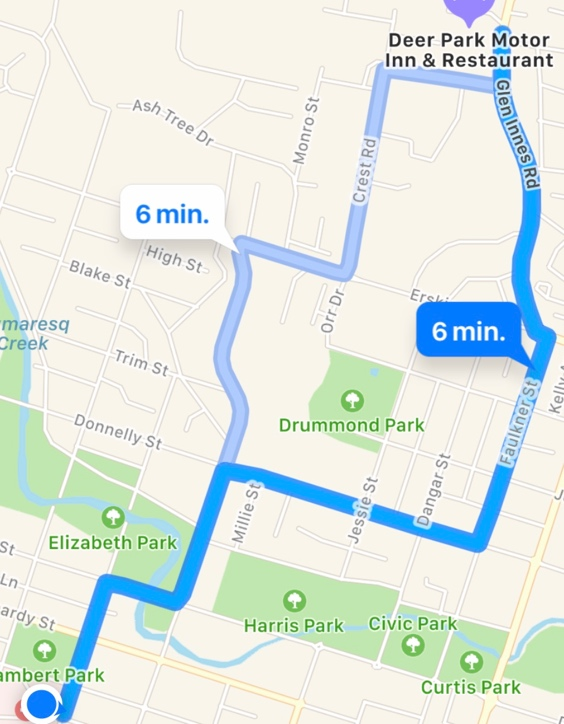 Deer Park Motor
Inn & Restaurant
Glen Innes Rd
Ash Tree Dr
Monro St
Crest Rd
6 min.
High St
Blake St
maresq
Creek
Orr Dr
Erski
6 min.
Trim St
Kelly
Faulkner St
Drummond Park
Donnelly St
Dangar St
Jessie St
Millie St
Elizabeth Park
St
Ln
ardy St
Harris Park
Civic Park
Curtis Park
ambert Park